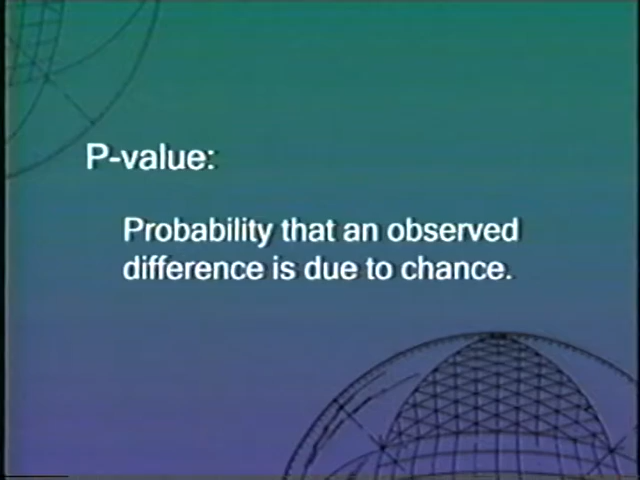 P-value:
Probability that an observed
difference is due to chance.